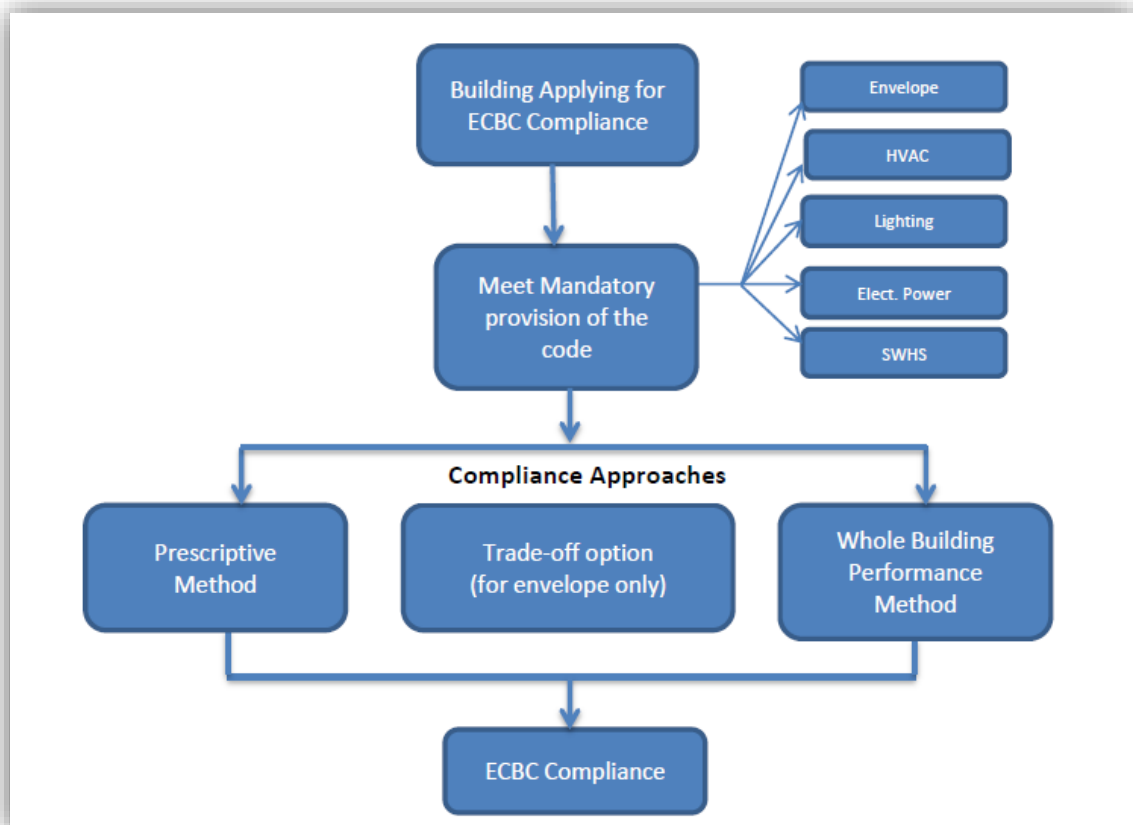 Building Applying for
ECBC Compliance
Envelope
HVAC
Lighting
Elect. Power
SWHS
Meet Mandatory
provision of the
code
Compliance Approaches
Prescriptive
Method
Trade-off option
(for envelope only)
Whole Building
Performance
Method
ECBC Compliance